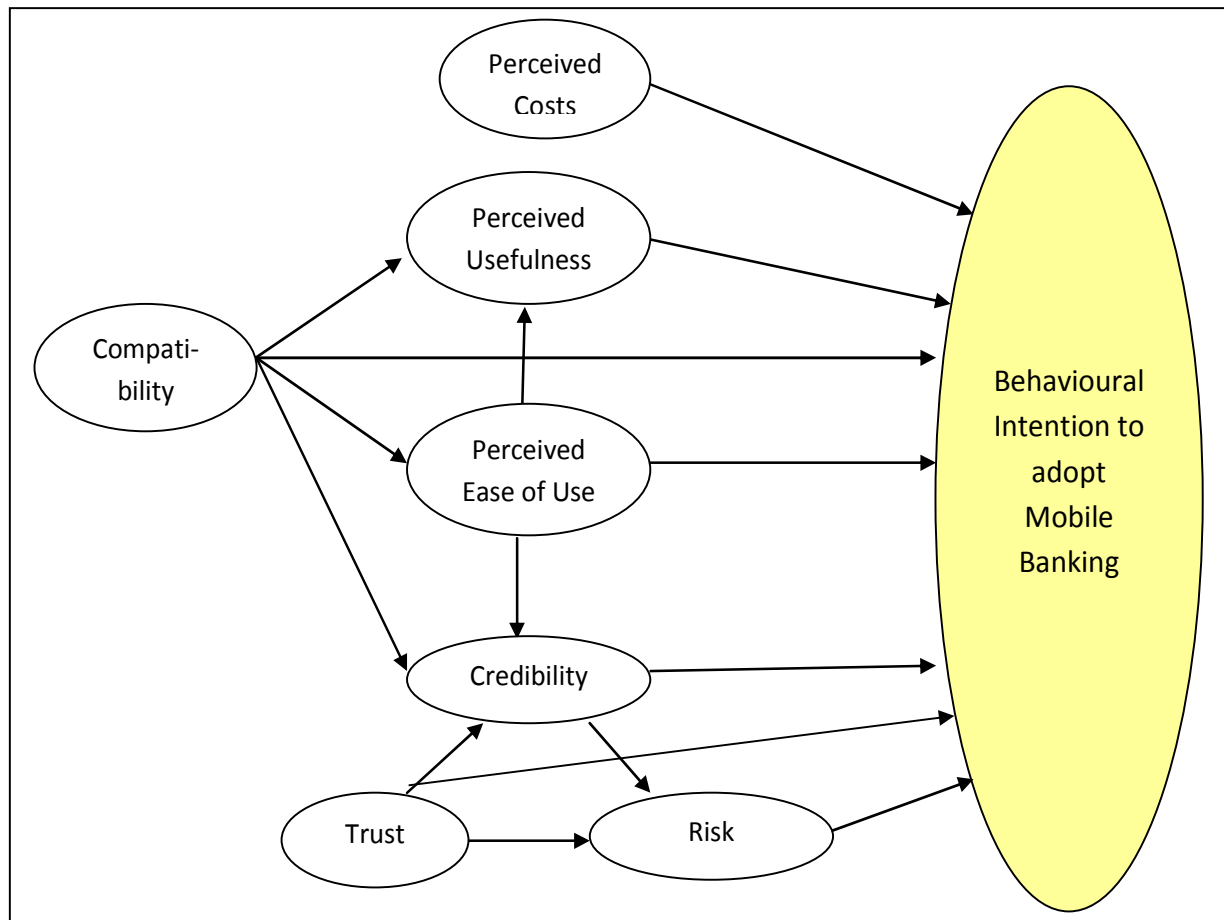 Perceived
Costs
Perceived
Usefulness
Compati-
bility
Perceived
Ease of Use
Behavioural
Intention to
adopt
Mobile
Banking
Credibility
Trust
Risk